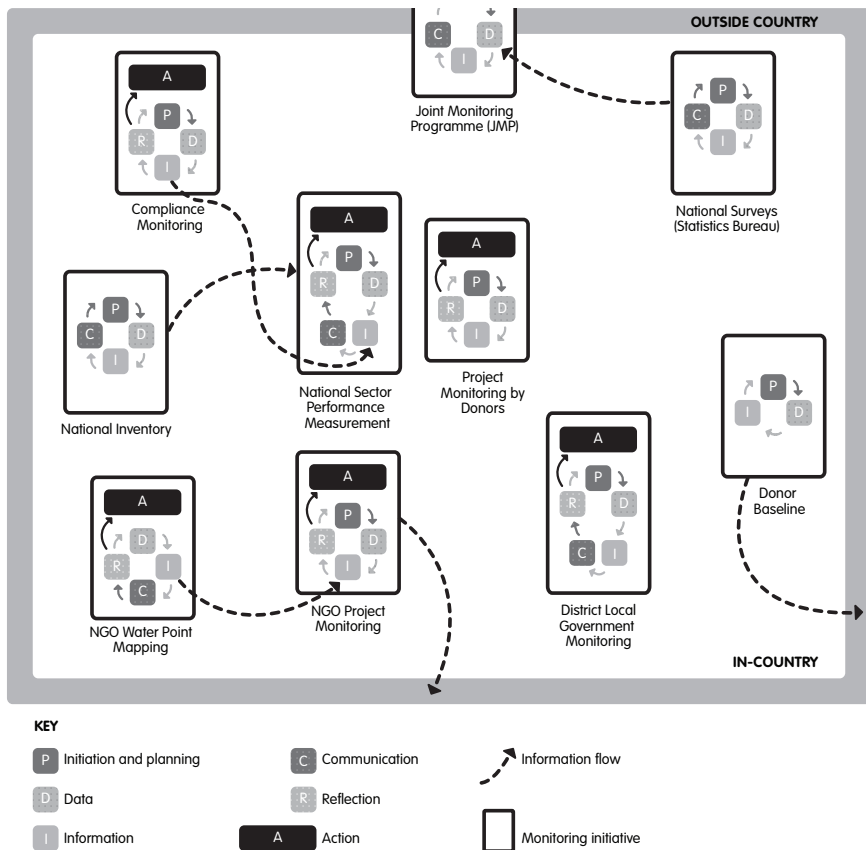 OUTSIDE COUNTRY
C
D
I
Joint Monitoring
Programme (JMP)
A
P
R
D
I
Compliance
Monitoring
P
C
D
I
National Surveys
(Statistics Bureau)
A
P
R
D
C
I
National Sector
Performance
Measurement
A
P
R
D
I
Project
Monitoring by
Donors
P
C
D
I
National Inventory
P
I
D
Donor
Baseline
A
D
R
I
C
NGO Water Point
Mapping
A
P
R
D
I
NGO Project
Monitoring
A
P
R
D
C
I
District Local
Government
Monitoring
IN-COUNTRY
KEY
P Initiation and planning
C Communication
Information flow
D Data
R Reflection
I Information
A Action
Monitoring initiative